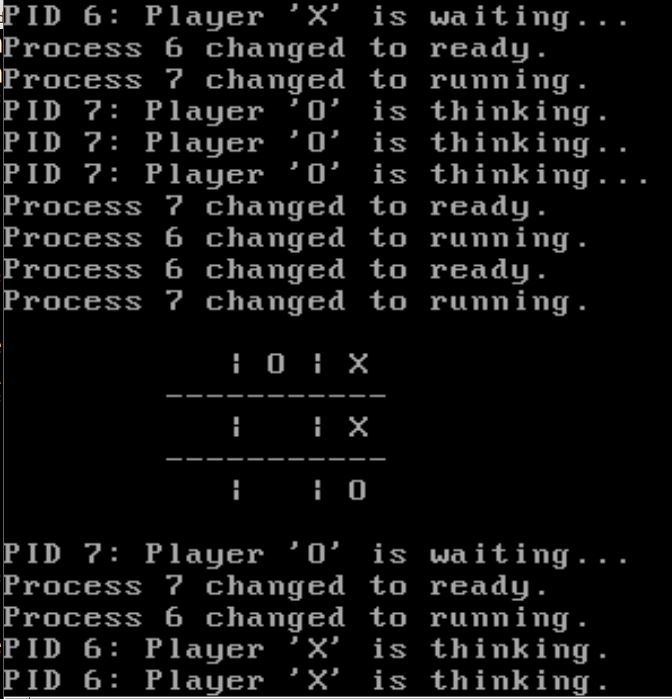 PID 6: Player 'X' is waiting...
Process 6 changed to ready.
Process 7 changed to running.
PID 7: Player 'O' is thinking.
PID 7: Player 'O' is thinking..
PID 7: Player 'O' is thinking...
Process 7 changed to ready.
Process 6 changed to running.
Process 6 changed to ready.
Process 7 changed to running.
| O | X
-----------
|   | X
-----------
|   | O
PID 7: Player 'O' is waiting...
Process 7 changed to ready.
Process 6 changed to running.
PID 6: Player 'X' is thinking.
PID 6: Player 'X' is thinking.